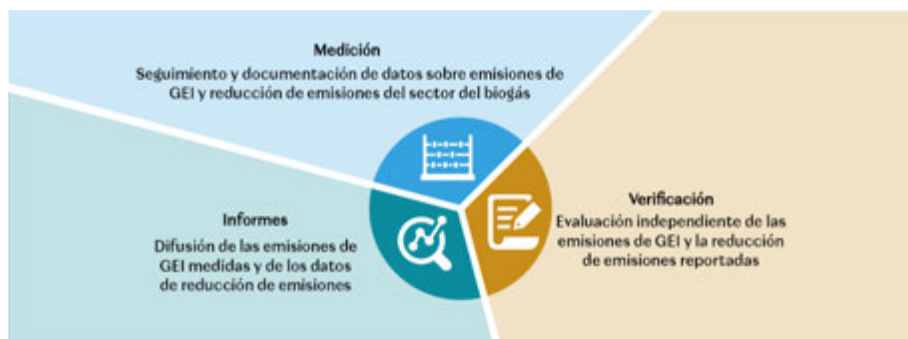 Medición
Seguimiento y documentación de datos sobre emisiones de
GEI y reducción de emisiones del sector del biogás
Informes
Difusión de las emisiones de
GEI medidas y de los datos
de reducción de emisiones
Verificación
Evaluación independiente de las
emisiones de GEI y la reducción
de emisiones reportadas